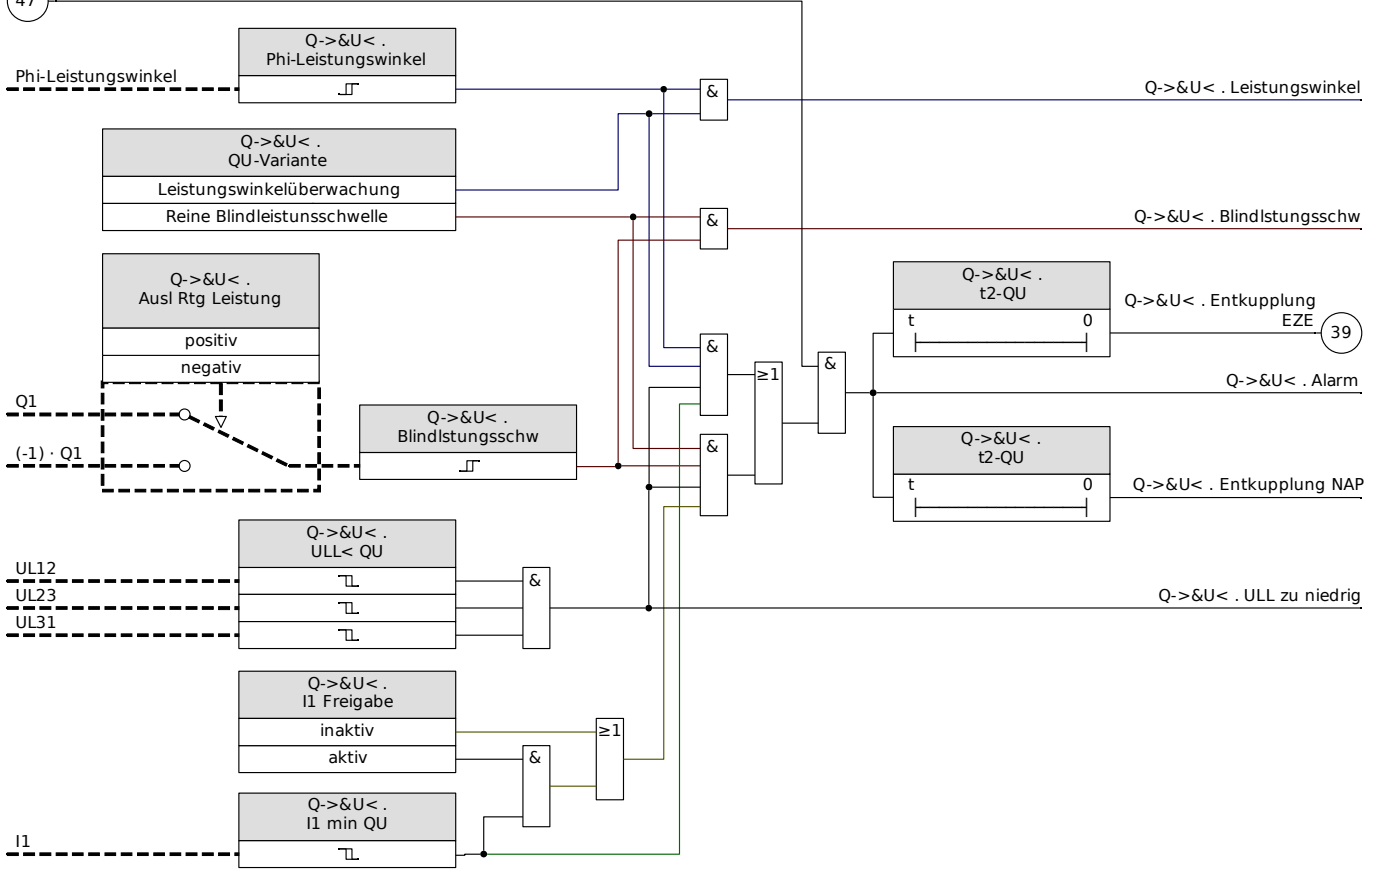 47
Q->&U< .
Phi-Leistungswinkel
Phi-Leistungswinkel
&
Q->&U< . Leistungswinkel
Q->&U< .
QU-Variante
Leistungswinkelüberwachung
Reine Blindleistunsschwelle
&
Q->&U< . Blindlstungsschw
Q->&U< .
Ausl Rtg Leistung
positiv
negativ
Q->&U< .
t2-QU
t 0
Q->&U< . Entkupplung
EZE
39
&
≥1
&
Q->&U< . Alarm
Q1
(-1) · Q1
Q->&U< .
Blindlstungsschw
&
Q->&U< .
t2-QU
t 0
Q->&U< . Entkupplung NAP
Q->&U< .
ULL< QU
UL12
UL23
UL31
&
Q->&U< . ULL zu niedrig
Q->&U< .
I1 Freigabe
inaktiv
aktiv
≥1
&
Q->&U< .
I1 min QU
I1